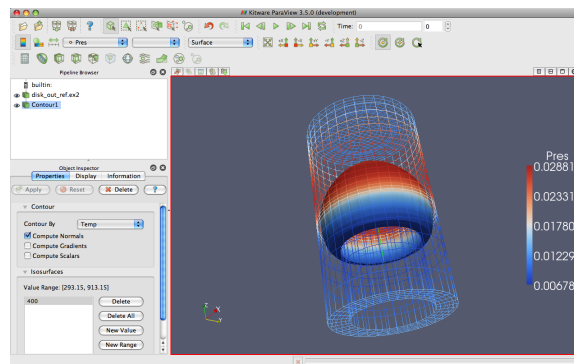 Kitware ParaView 3.5.0 (development)
Time: 0
0
Pres
Surface
Pipeline Browser
builtin:
disk_out_ref.ex2
Contour1
Object Inspector
Properties Display Information
Apply Reset Delete ?
Contour
Contour By Temp
Compute Normals
Compute Gradients
Compute Scalars
Isosurfaces
Value Range: [293.15, 913.15]
400
Delete
Delete All
New Value
New Range
Pres
0.02881
0.02331
0.01780
0.01229
0.00678
Z
Y